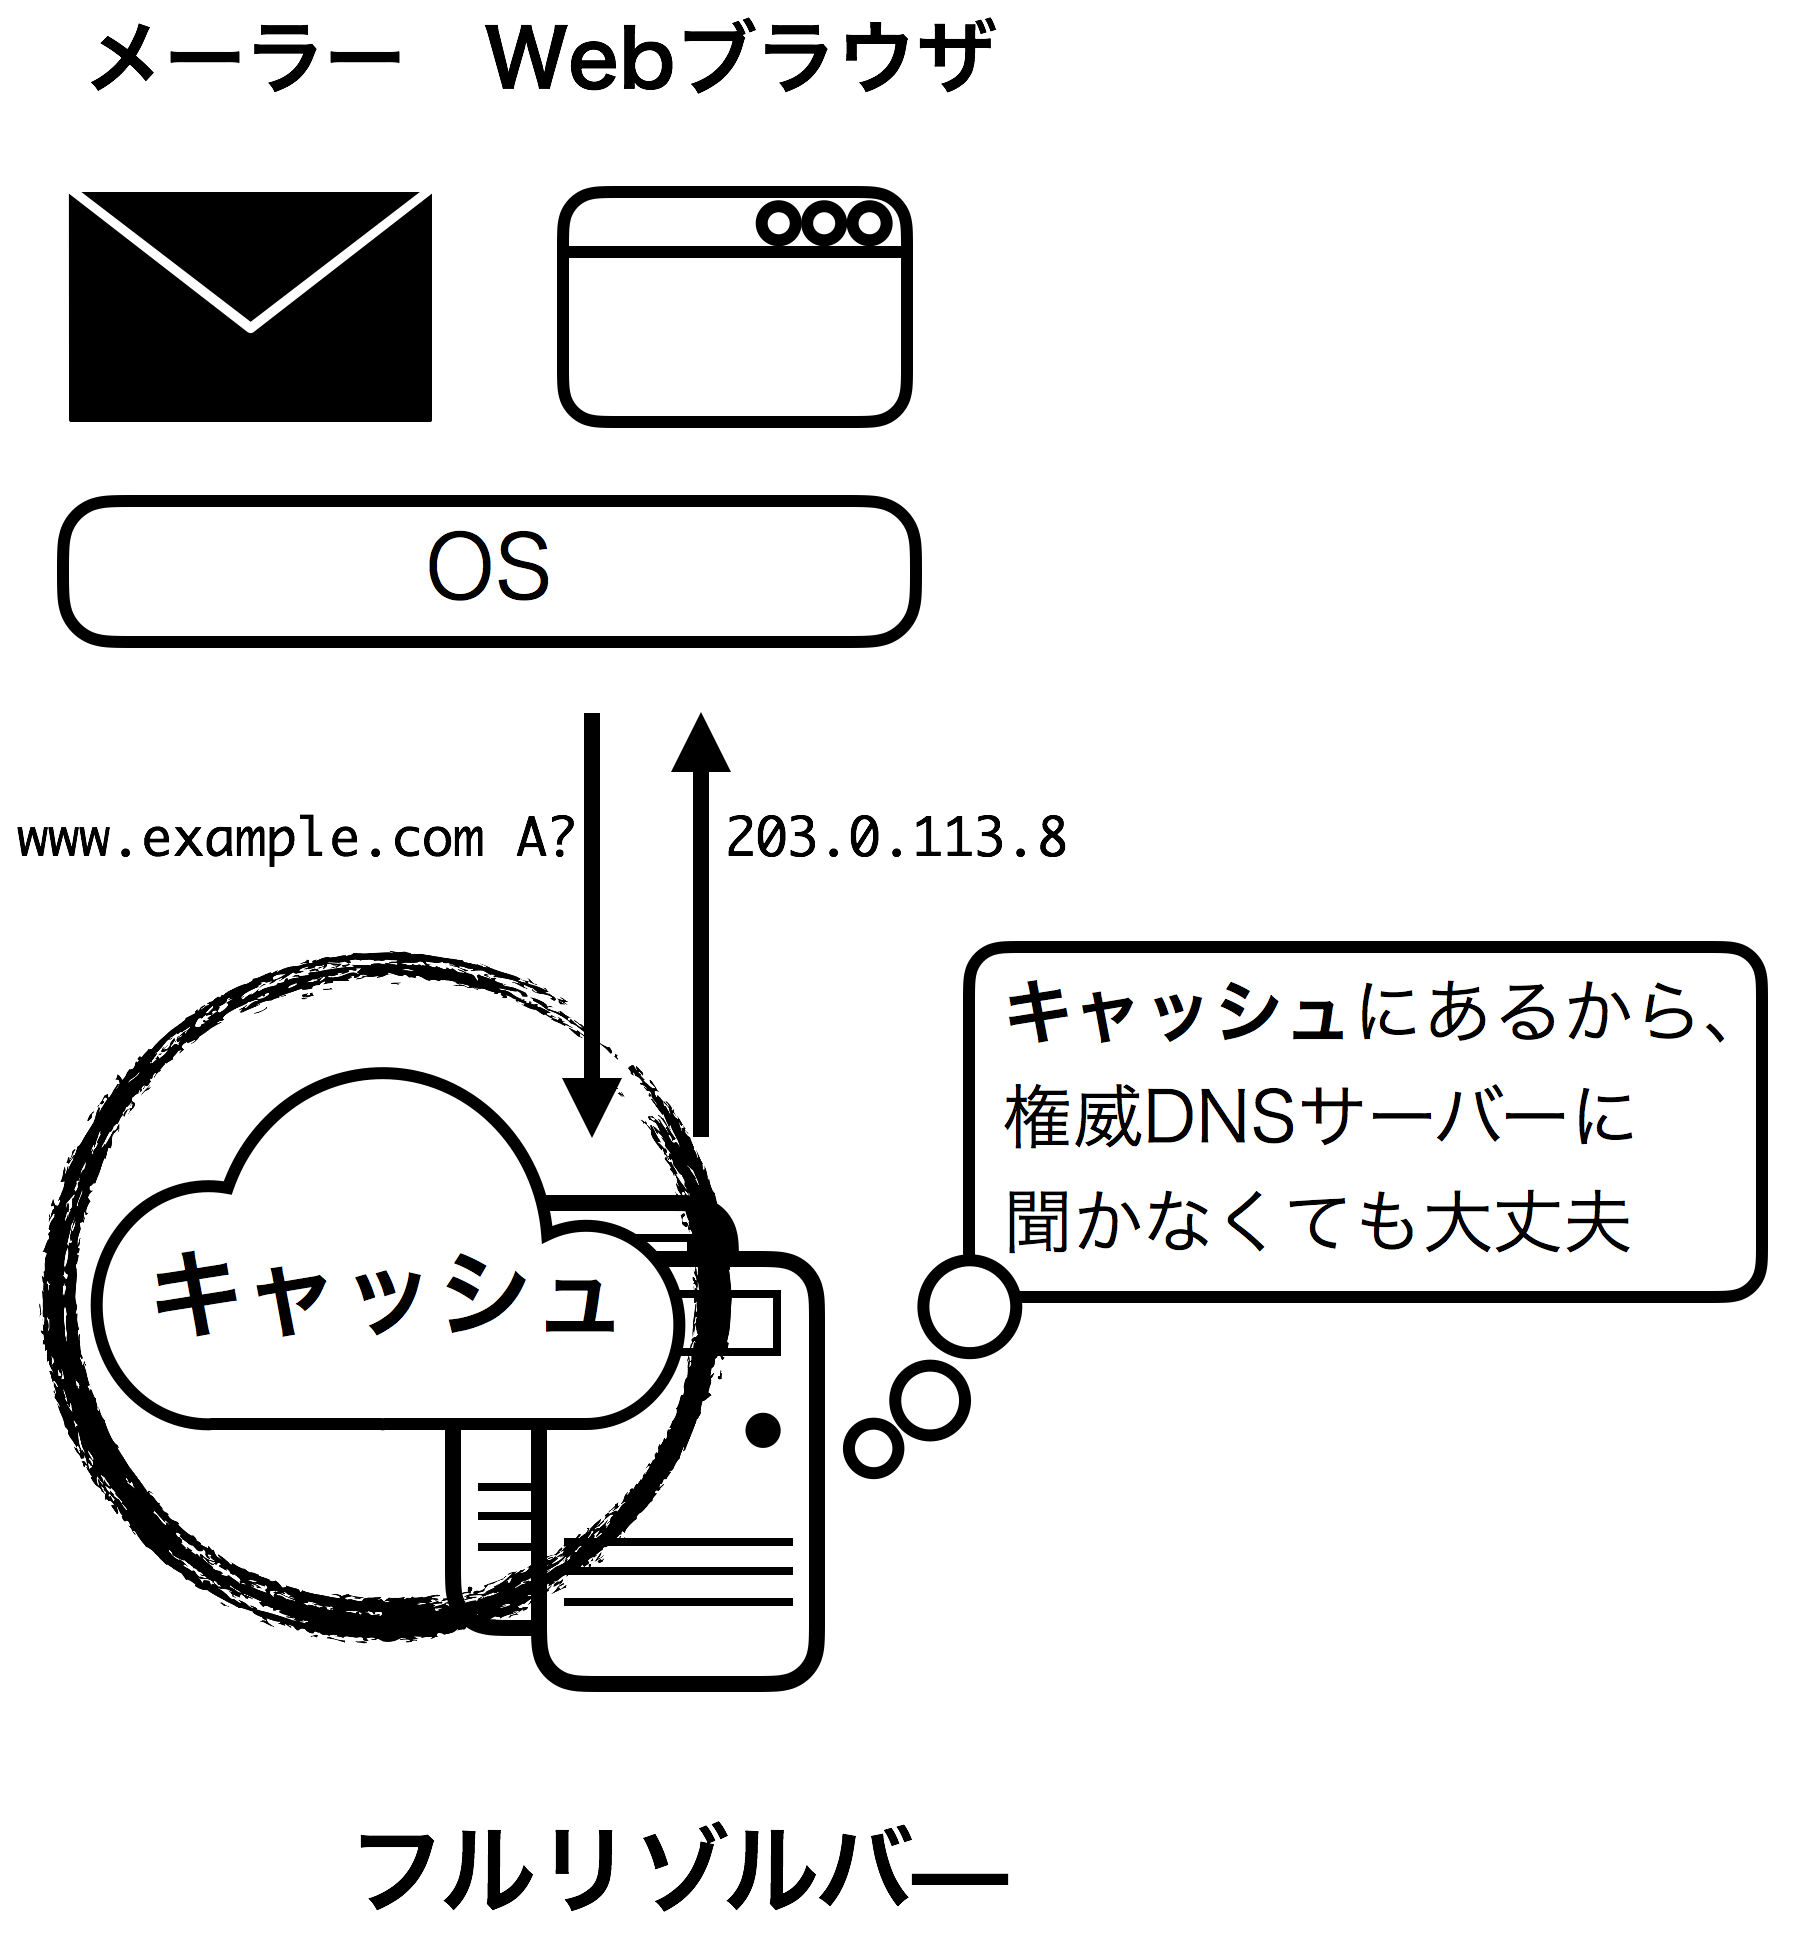 メーラー Webブラウザ
OS
www.example.com A? 203.0.113.8
キャッシュにあるから、
権威DNSサーバーに
聞かなくても大丈夫
キャッシュ
フルリゾルバー